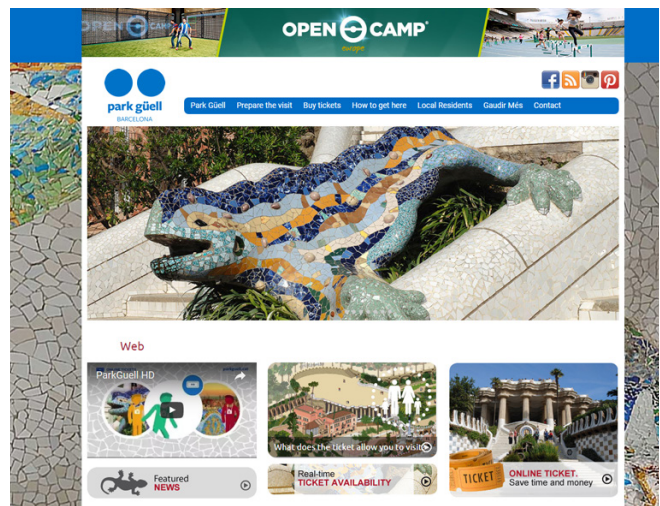 OPEN CAMP
OPEN CAMP®
europe
park güell
BARCELONA
Park Güell Prepare the visit Buy tickets How to get here Local Residents Gaudir Més Contact
Web
ParkGuell HD
What does the ticket allow you to visit
Featured
NEWS
Real-time
TICKET AVAILABILITY
TICKET
ONLINE TICKET.
Save time and money